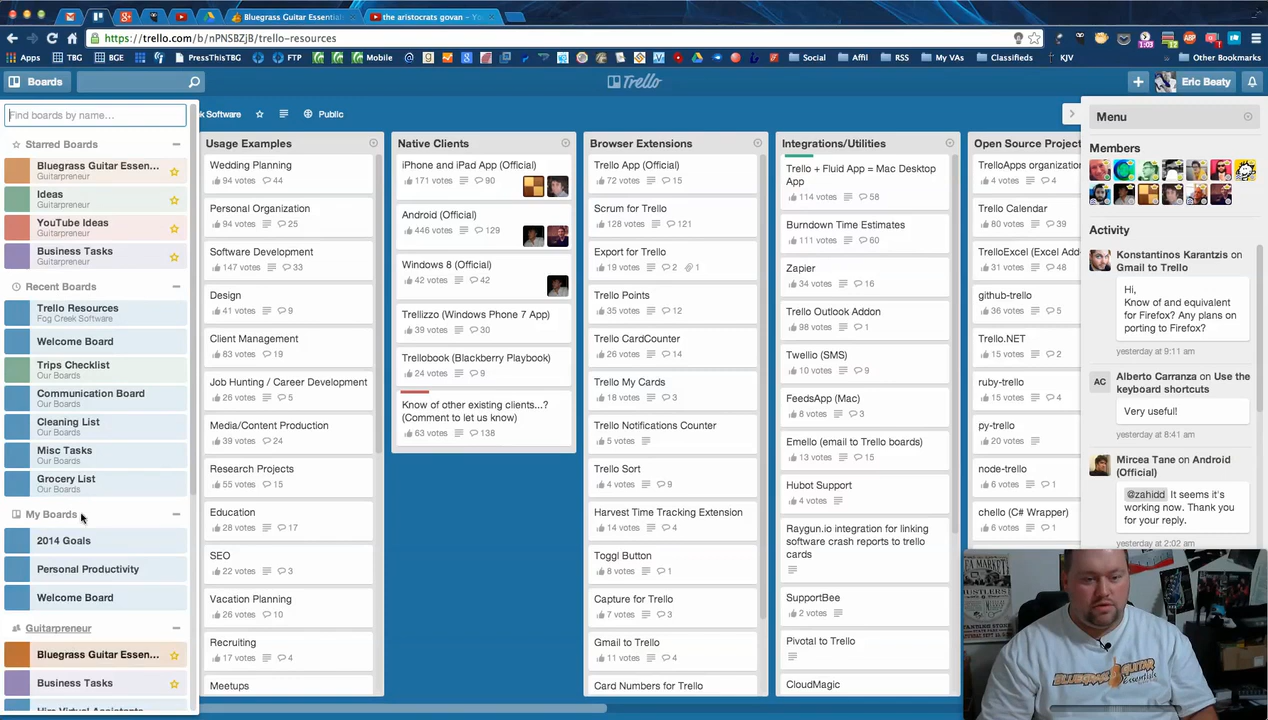 Bluegrass Guitar Essential
the aristocrats govan - Yo
https://trello.com/b/nPNSBZjB/trello-resources
1:03
Apps
TBG
BGE
PressThisTBG
FTP
Mobile
Social
Affil
RSS
My VAs
Classifieds
KJV
Other Bookmarks
Boards
Trello
Eric Beaty
Find boards by name…
k Software
Public
Starred Boards
Bluegrass Guitar Essen...
Guitarpreneur
Ideas
Guitarpreneur
YouTube Ideas
Guitarpreneur
Business Tasks
Guitarpreneur
Recent Boards
Trello Resources
Fog Creek Software
Welcome Board
Trips Checklist
Our Boards
Communication Board
Our Boards
Cleaning List
Our Boards
Misc Tasks
Our Boards
Grocery List
Our Boards
My Boards
2014 Goals
Personal Productivity
Welcome Board
Guitarpreneur
Bluegrass Guitar Essen...
Business Tasks
Hire Virtual Assistants
Usage Examples
Wedding Planning
94 votes 44
Personal Organization
94 votes 25
Software Development
147 votes 33
Design
41 votes 9
Client Management
63 votes 19
Job Hunting / Career Development
26 votes 5
Media/Content Production
39 votes 24
Research Projects
55 votes 15
Education
28 votes 17
SEO
22 votes 3
Vacation Planning
26 votes 10
Recruiting
17 votes 4
Meetups
Native Clients
iPhone and iPad App (Official)
171 votes 90
Android (Official)
446 votes 129
Windows 8 (Official)
42 votes 42
Trellizzo (Windows Phone 7 App)
39 votes 30
Trellobook (Blackberry Playbook)
24 votes 9
Know of other existing clients...?
(Comment to let us know)
63 votes 138
Browser Extensions
Trello App (Official)
72 votes 15
Scrum for Trello
128 votes 121
Export for Trello
19 votes 2 1
Trello Points
35 votes 12
Trello CardCounter
26 votes 14
Trello My Cards
18 votes 3
Trello Notifications Counter
5 votes
Trello Sort
4 votes 9
Harvest Time Tracking Extension
14 votes 4
Toggl Button
8 votes 1
Capture for Trello
7 votes 3
Gmail to Trello
11 votes 4
Card Numbers for Trello
Integrations/Utilities
Trello + Fluid App = Mac Desktop
App
114 votes 58
Burndown Time Estimates
111 votes 60
Zapier
34 votes 16
Trello Outlook Addon
98 votes 1
Twellio (SMS)
10 votes 9
FeedsApp (Mac)
8 votes 3
Emello (email to Trello boards)
13 votes 15
Hubot Support
4 votes
Raygun.io integration for linking
software crash reports to trello
cards
SupportBee
2 votes
Pivotal to Trello
CloudMagic
Open Source Project
TrelloApps organization
4 votes 4
Trello Calendar
80 votes 39
TrelloExcel (Excel Add
31 votes 48
github-trello
36 votes 5
Trello.NET
15 votes 2
ruby-trello
15 votes 4
py-trello
20 votes
node-trello
6 votes 1
chello (C# Wrapper)
6 votes 1
Menu
Members
Activity
Konstantinos Karantzis on
Gmail to Trello
Hi,
Know of and equivalent
for Firefox? Any plans on
porting to Firefox?
yesterday at 9:11 am
AC
Alberto Carranza on Use the
keyboard shortcuts
Very useful!
yesterday at 8:41 am
Mircea Tane on Android
(Official)
@zahidd It seems it's
working now. Thank you
for your reply.
yesterday at 2:02 am
BLUEGRASS GUITAR
ESSENTIALS